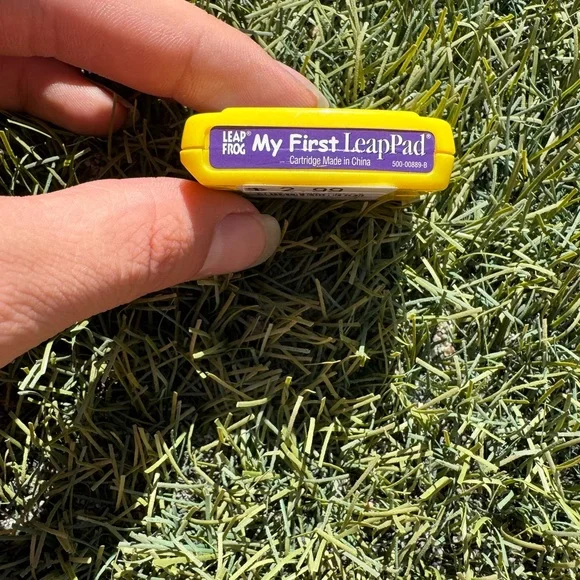 LEAP
FROG®
My First LeapPad®
Cartridge Made in China
500-00889-B